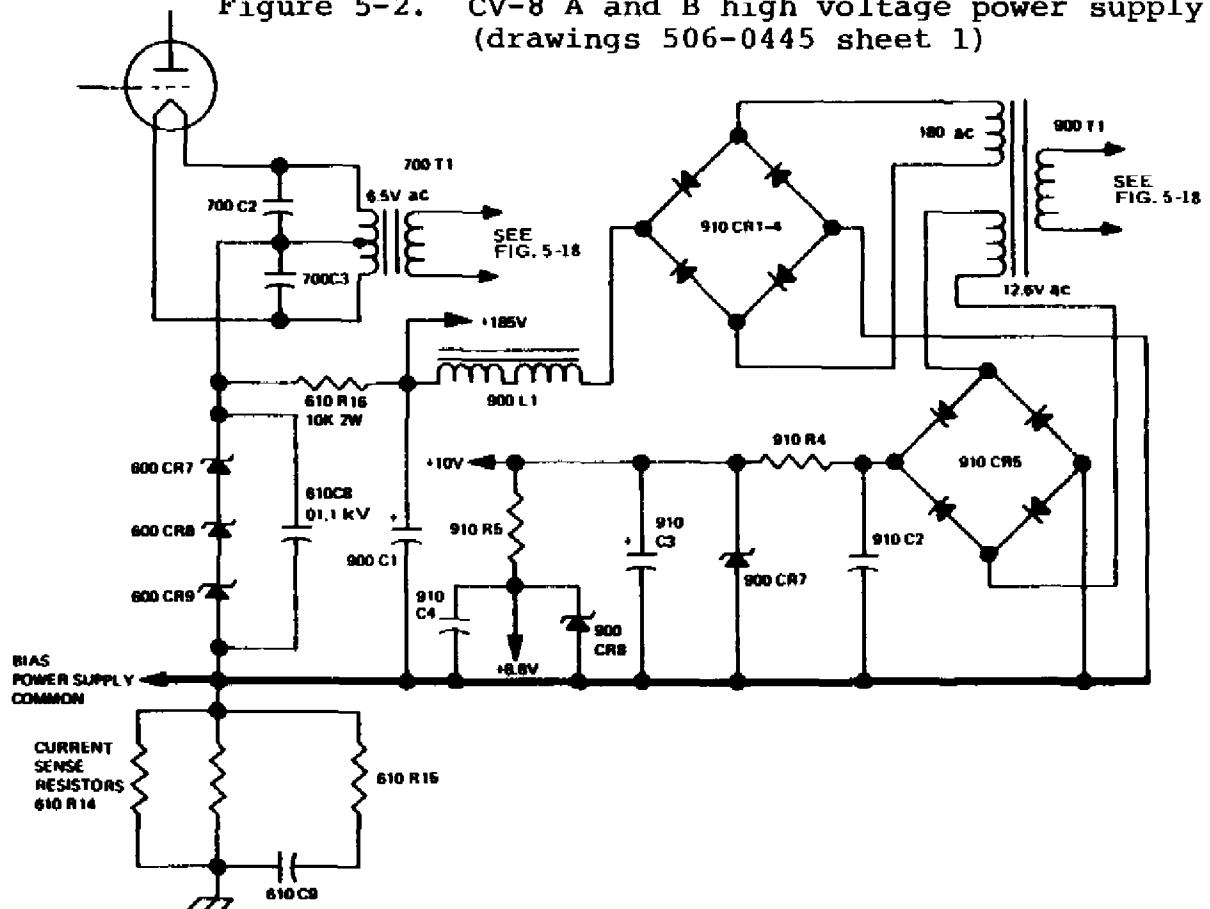 Figure 5-2. CV-8 A and B high voltage power supply
(drawings 506-0445 sheet 1)
180 ac
900 T1
700 T1
6.5V ac
SEE
FIG. 5-18
700 C2
910 CR1-4
SEE
FIG. 5-18
700C3
12.6V ac
+185V
610 R16
10K 2W
900 L1
910 R4
+10V
600 CR7
910 CR5
610C8
01,1 kV
910 R5
910
C3
600 CR8
910 C2
900 C1
900 CR7
600 CR9
910
C4
900
CR8
+6.8V
BIAS
POWER SUPPLY
COMMON
CURRENT
SENSE
RESISTORS
610 R14
610 R15
610 C9